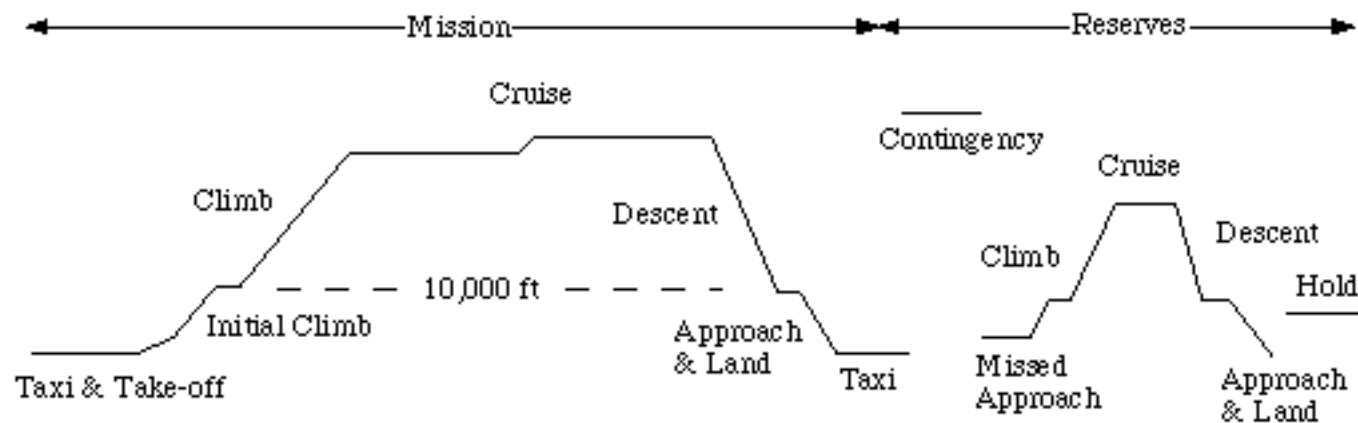 Mission
Reserves
Cruise
Contingency
Cruise
Climb
Descent
Descent
Climb
10,000 ft
Hold
Initial Climb
Approach
& Land
Taxi & Take-off
Taxi
Missed
Approach
Approach
& Land